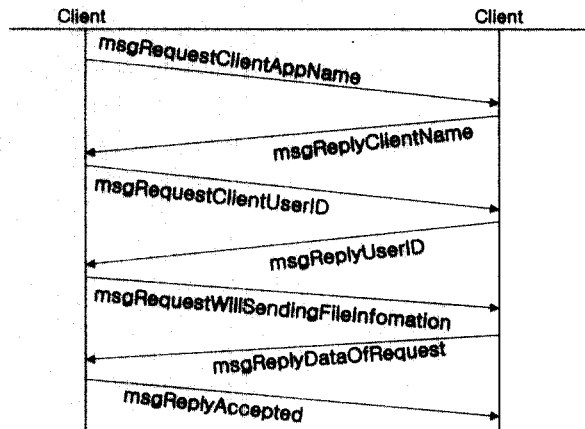 Client
Client
msgRequestClientAppName
msgReplyClientName
msgRequestClientUserID
msgReplyUserID
msgRequestWillSendingFileInfomation
msgReplyDataOfRequest
msgReplyAccepted